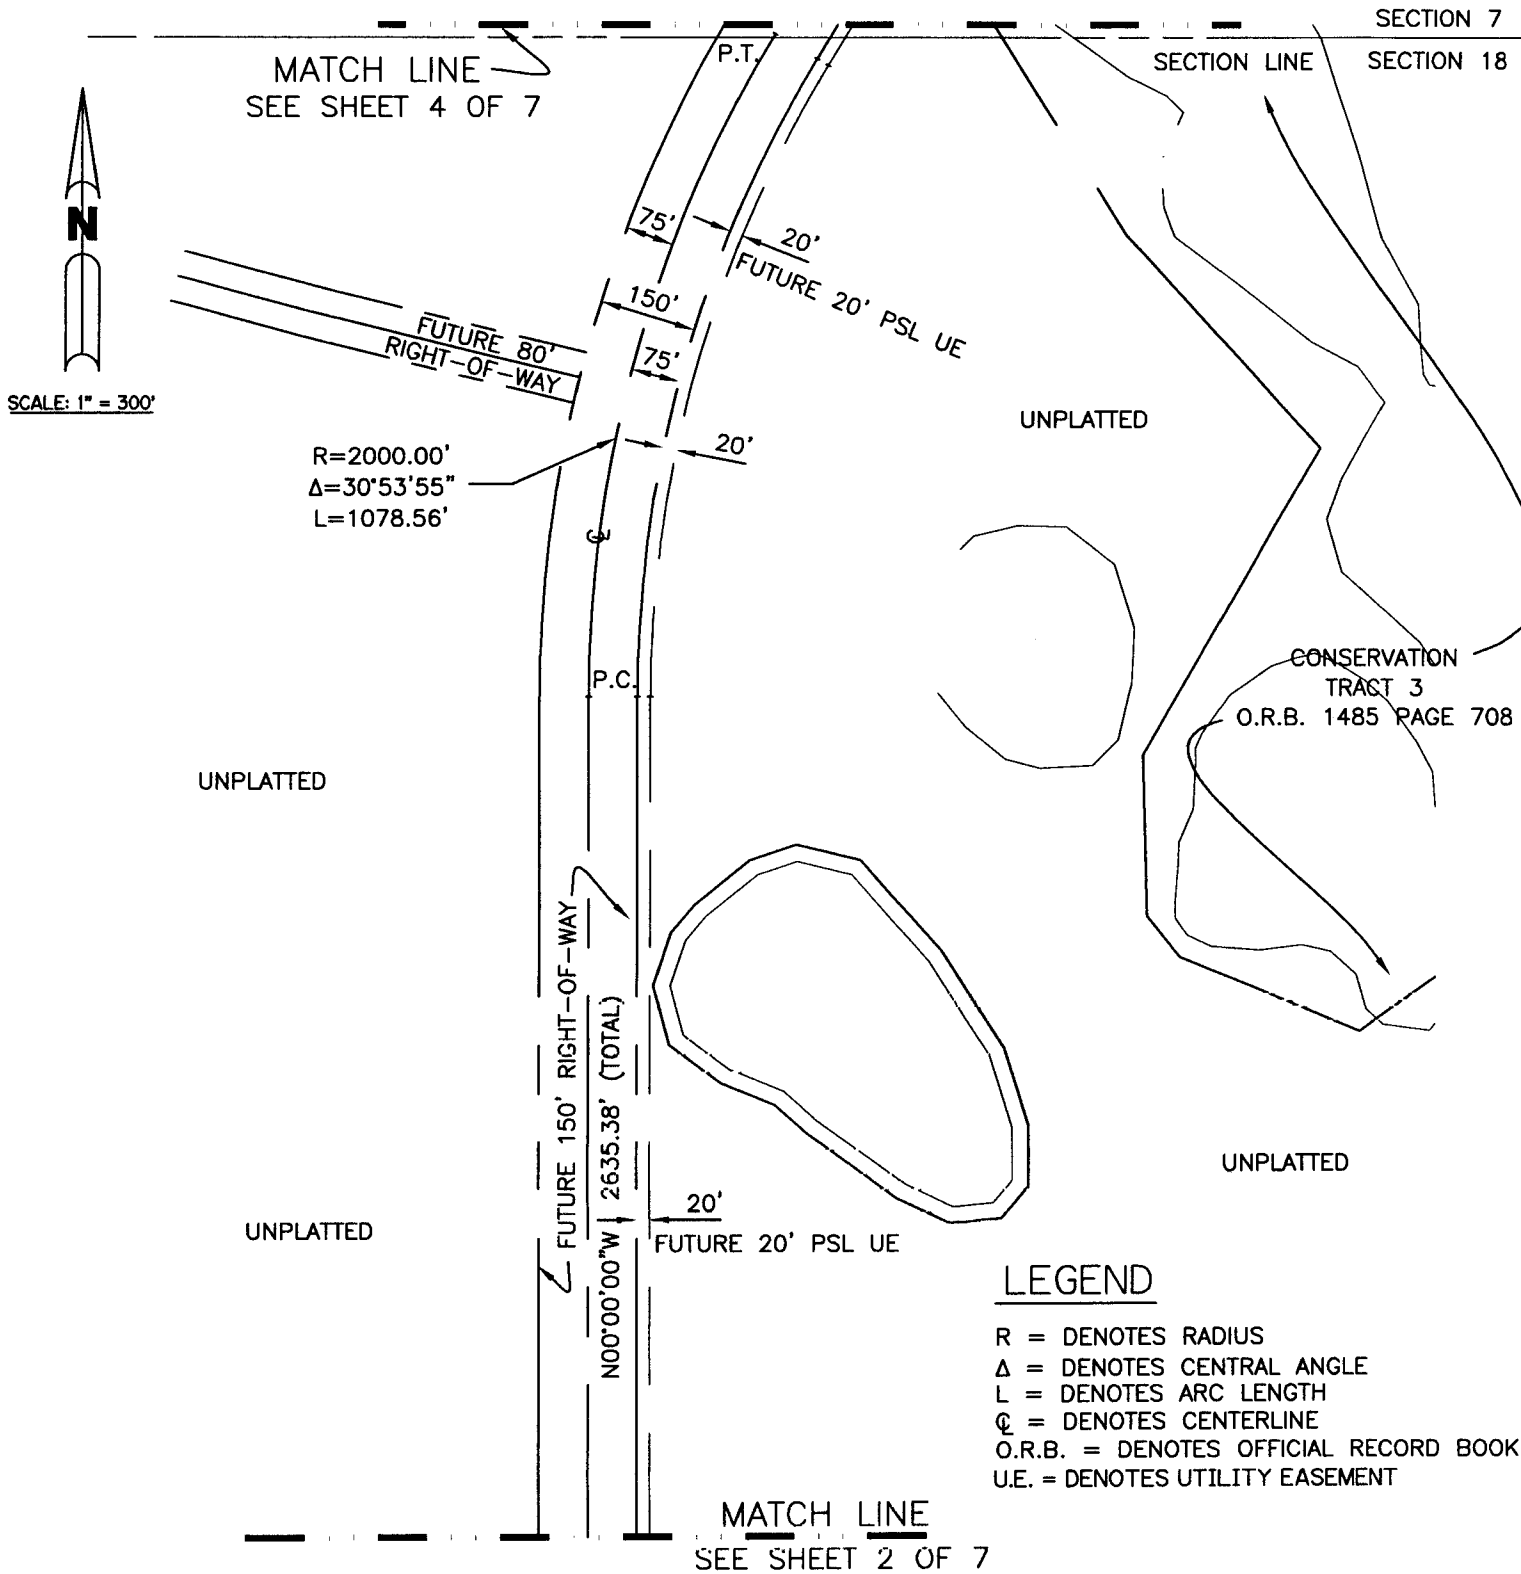 SECTION 7
SECTION LINE
SECTION 18
MATCH LINE
SEE SHEET 4 OF 7
P.T.
N
SCALE: 1" = 300'
75'
20'
FUTURE 20' PSL UE
150'
FUTURE 80'
RIGHT-OF-WAY
75'
20'
UNPLATTED
R=2000.00'
Δ=30°53'55"
L=1078.56'
℄
P.C.
CONSERVATION
TRACT 3
O.R.B. 1485 PAGE 708
UNPLATTED
FUTURE 150' RIGHT-OF-WAY
N00°00'00"W 2635.38' (TOTAL)
UNPLATTED
20'
FUTURE 20' PSL UE
UNPLATTED
LEGEND
R = DENOTES RADIUS
Δ = DENOTES CENTRAL ANGLE
L = DENOTES ARC LENGTH
℄ = DENOTES CENTERLINE
O.R.B. = DENOTES OFFICIAL RECORD BOOK
U.E. = DENOTES UTILITY EASEMENT
MATCH LINE
SEE SHEET 2 OF 7